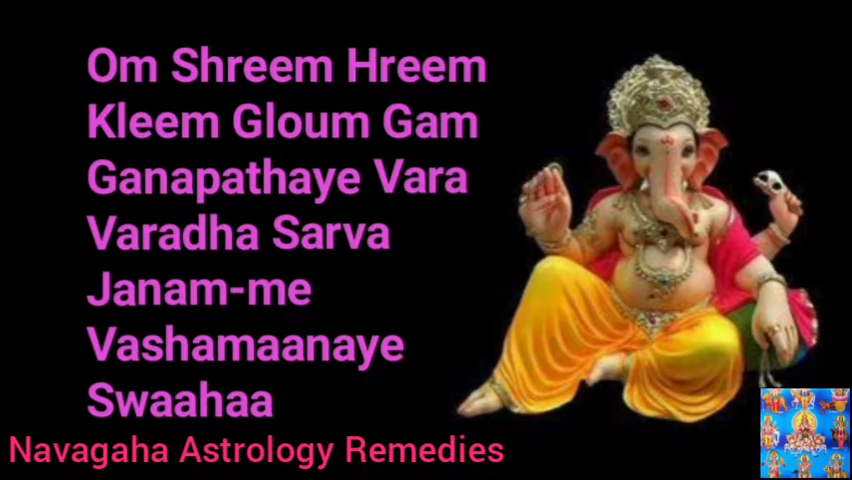 Om Shreem Hreem
Kleem Gloum Gam
Ganapathaye Vara
Varadha Sarva
Janam-me
Vashamaanaye
Swaahaa
Navagaha Astrology Remedies